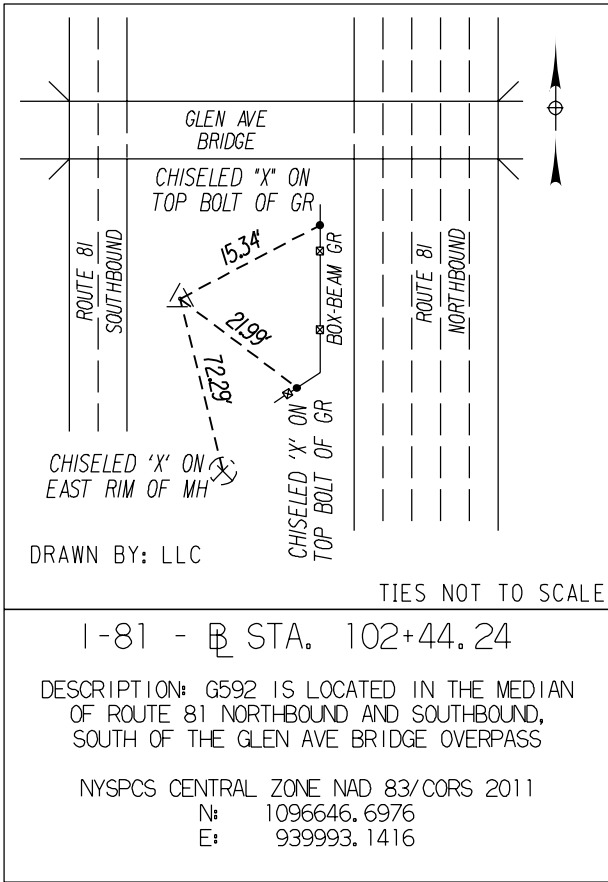 GLEN AVE
BRIDGE
CHISELED "X" ON
TOP BOLT OF GR
15.34'
ROUTE 81
SOUTHBOUND
BOX-BEAM GR
ROUTE 81
NORTHBOUND
21.99'
72.29'
CHISELED 'X' ON
EAST RIM OF MH
CHISELED 'X' ON
TOP BOLT OF GR
DRAWN BY: LLC
TIES NOT TO SCALE
I-81 - BL STA. 102+44.24
DESCRIPTION: G592 IS LOCATED IN THE MEDIAN
OF ROUTE 81 NORTHBOUND AND SOUTHBOUND,
SOUTH OF THE GLEN AVE BRIDGE OVERPASS
NYSPCS CENTRAL ZONE NAD 83/CORS 2011
N: 1096646.6976
E: 939993.1416